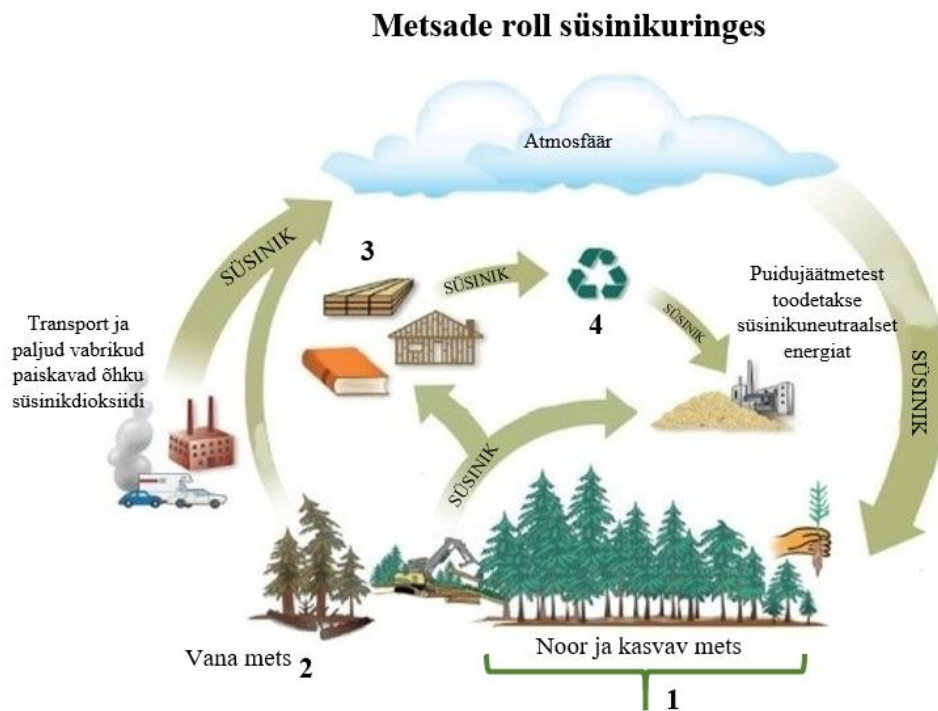 Metsade roll süsinikuringes
Atmosfäär
SÜSINIK
3
SÜSINIK
4
SÜSINIK
Puidujäätmetest
toodetakse
süsinikuneutraalset
energiat
Transport ja
paljud vabrikud
paiskavad õhku
süsinikdioksiidi
SÜSINIK
SÜSINIK
Vana mets 2
Noor ja kasvav mets
1